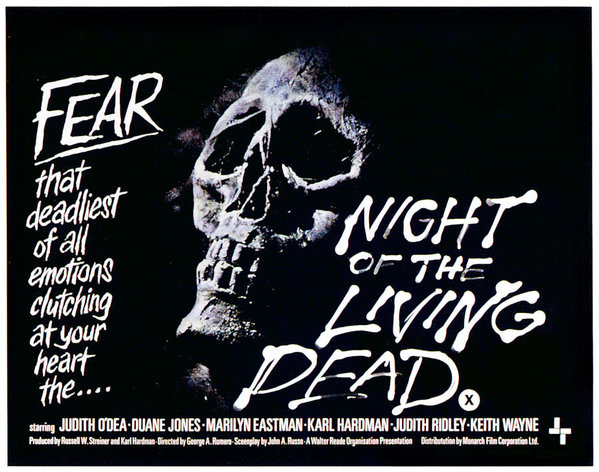 FEAR
that
deadliest
of all
emotions
clutching
at your
heart
the....
NIGHT
OF THE
LIVING
DEAD.
X
starring JUDITH O'DEA·DUANE JONES·MARILYN EASTMAN·KARL HARDMAN·JUDITH RIDLEY·KEITH WAYNE
Produced by Russell W. Streiner and Karl Hardman·Directed by George A. Romero·Sceenplay by John A. Russo·A Walter Reade Organisation Presentation Distributution by Monarch Film Corporation Ltd.